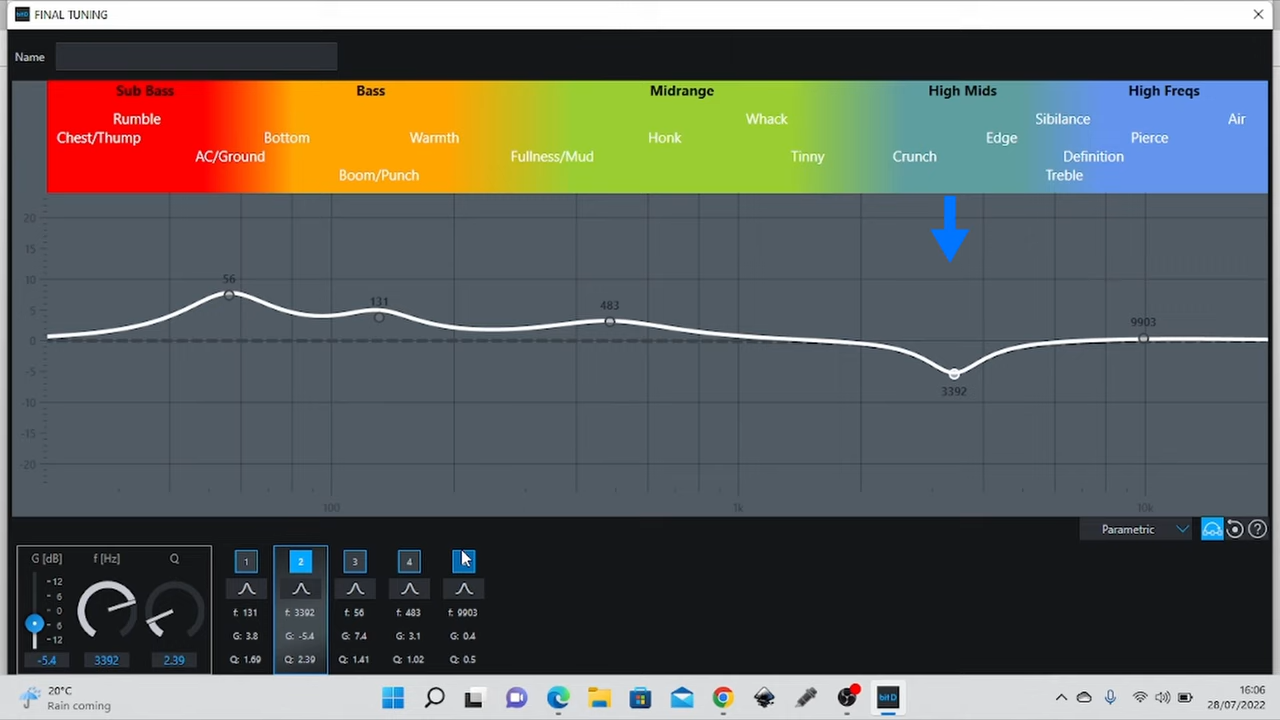 bitD FINAL TUNING
Name
Sub Bass Bass Midrange High Mids High Freqs
Rumble Whack Sibilance Air
Chest/Thump Bottom Warmth Honk Edge Pierce
AC/Ground Fullness/Mud Tinny Crunch Definition
Boom/Punch Treble
20
15
10
5
0
-5
-10
-15
-20
56
131
483
3392
9903
100 1k 10k
Parametric
G [dB] f [Hz] Q
-12
-6
-0
-6
-12
-5.4 3392 2.39
1 2 3 4
f: 131 f: 3392 f: 56 f: 483 f: 9903
G: 3.8 G: -5.4 G: 7.4 G: 3.1 G: 0.4
Q: 1.69 Q: 2.39 Q: 1.41 Q: 1.02 Q: 0.5
20°C
Rain coming
bitD
16:06
28/07/2022